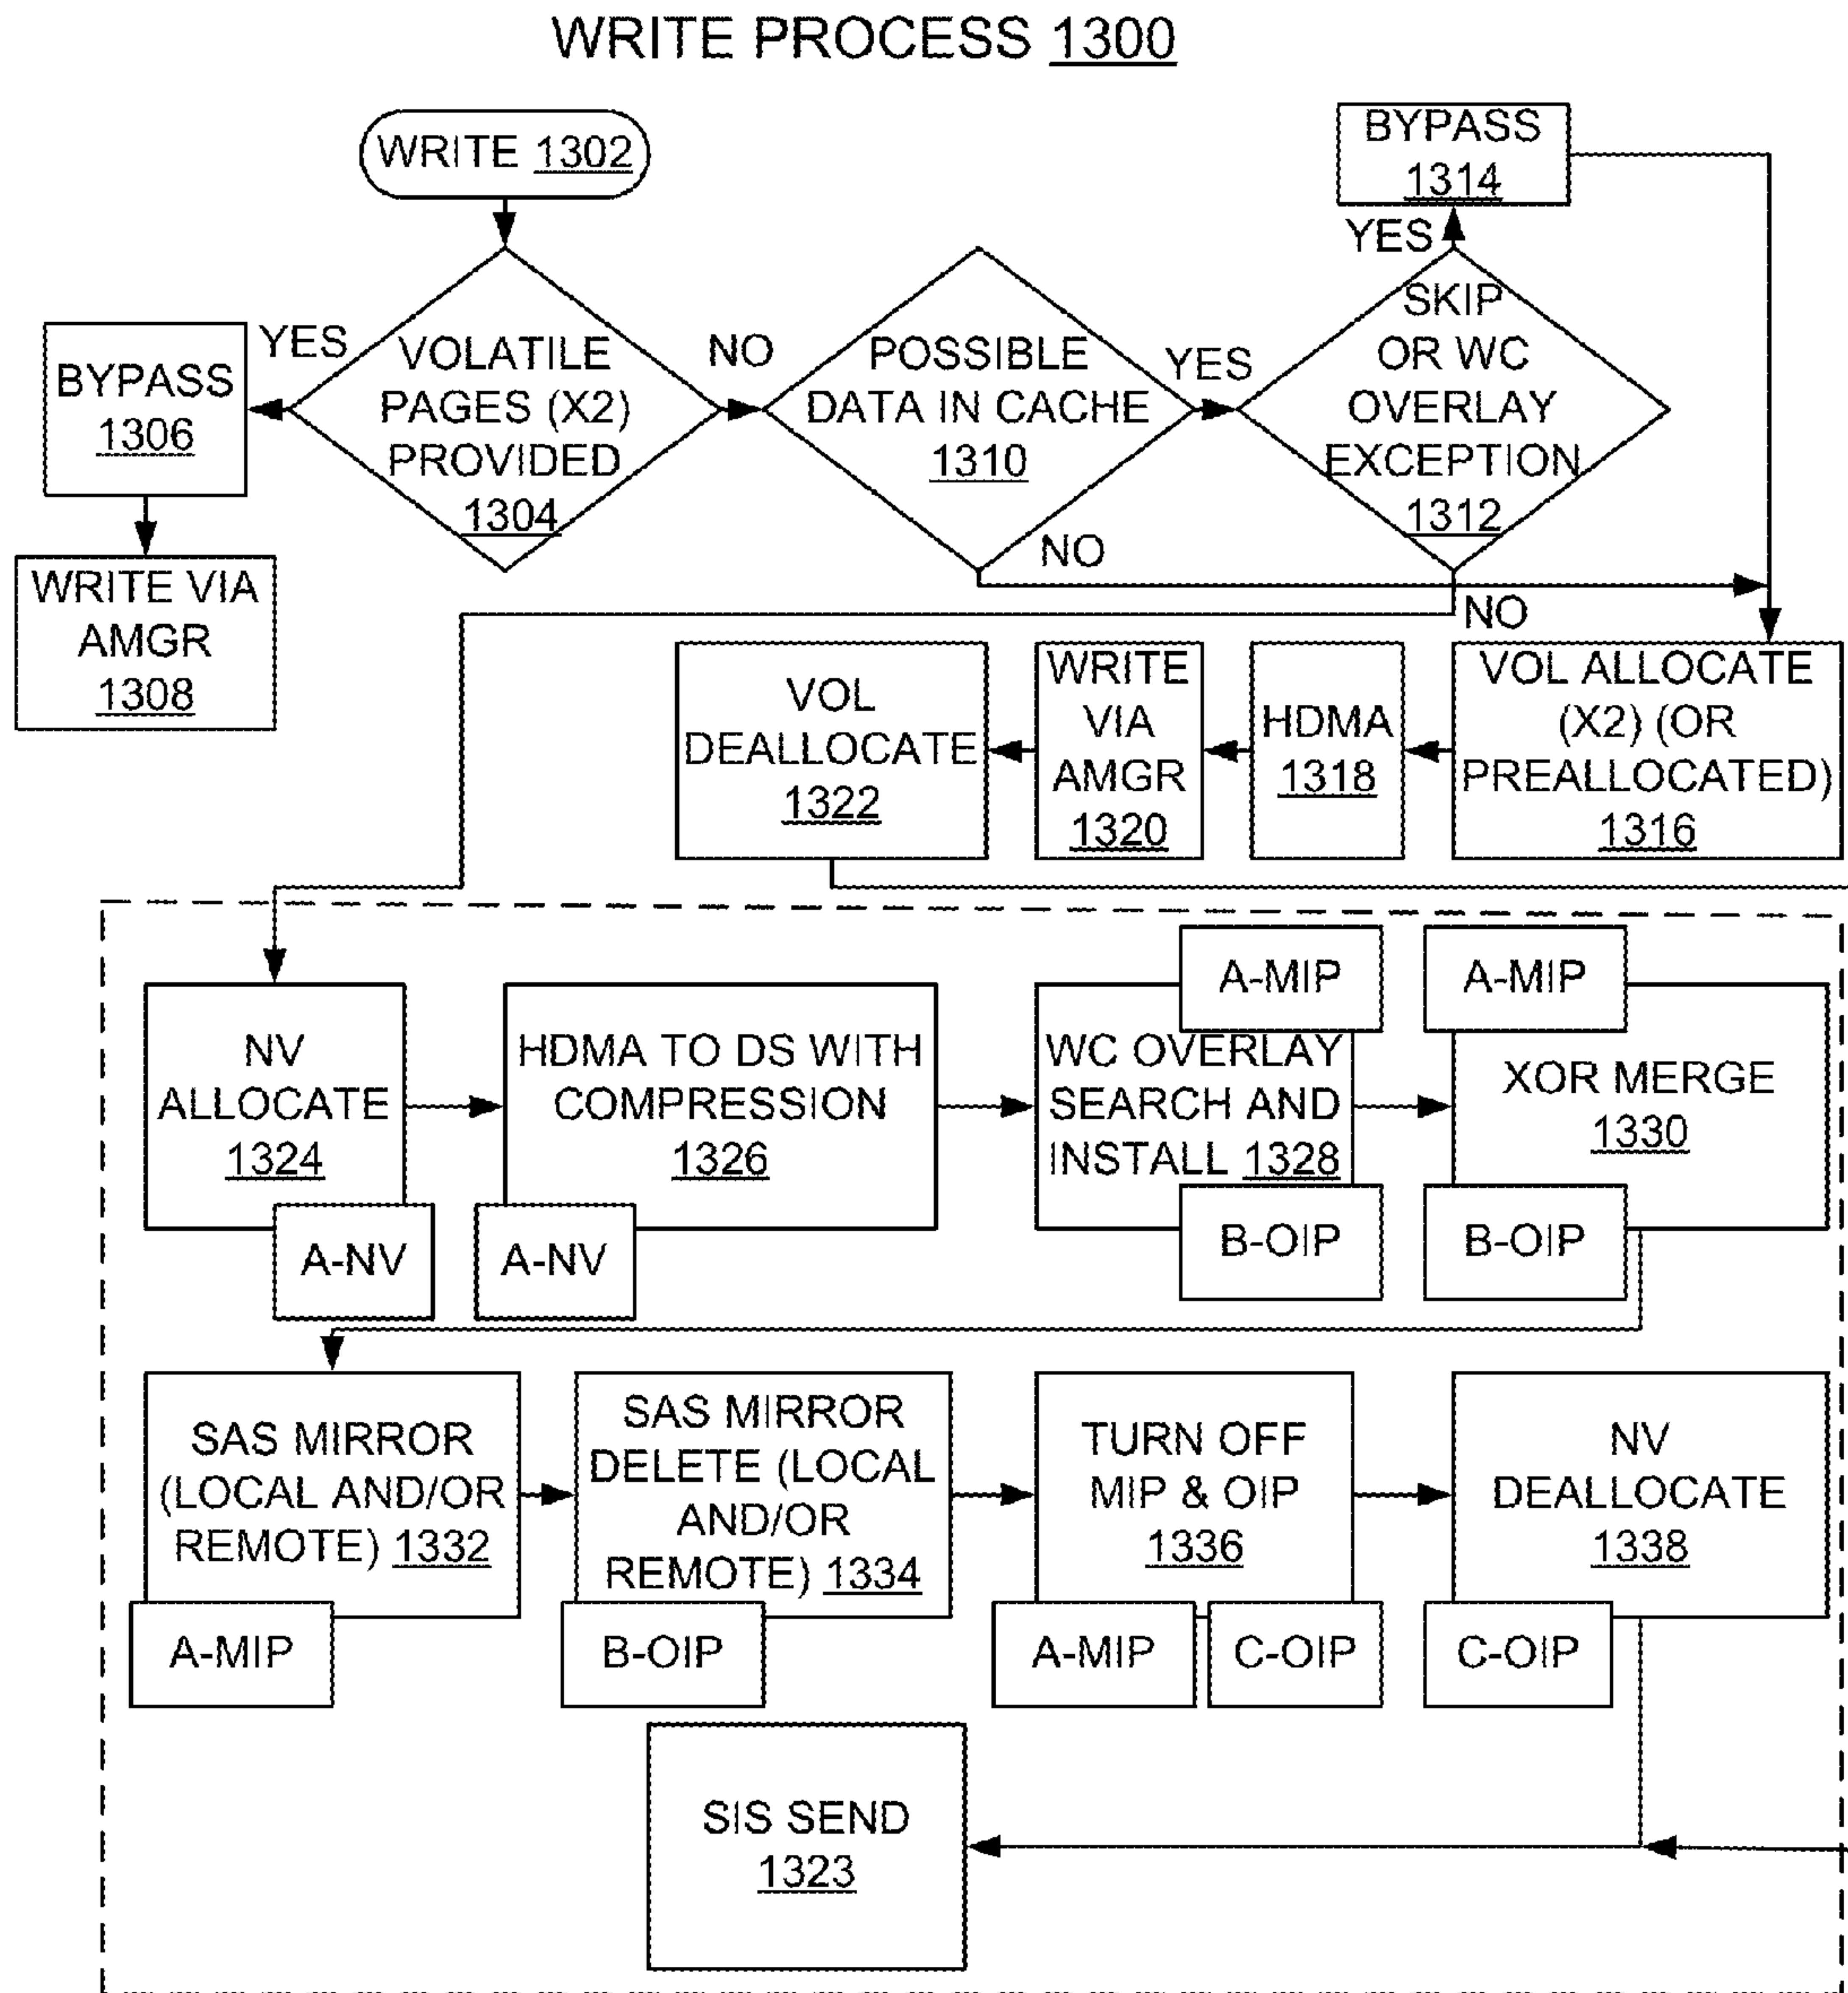 WRITE PROCESS 1300
WRITE 1302
BYPASS
1314
YES
YES
VOLATILE
PAGES (X2)
PROVIDED
1304
NO
POSSIBLE
DATA IN CACHE
1310
YES
SKIP
OR WC
OVERLAY
EXCEPTION
1312
BYPASS
1306
NO
NO
WRITE VIA
AMGR
1308
VOL
DEALLOCATE
1322
WRITE
VIA
AMGR
1320
HDMA
1318
VOL ALLOCATE
(X2) (OR
PREALLOCATED)
1316
NV
ALLOCATE
1324
A-NV
HDMA TO DS WITH
COMPRESSION
1326
A-NV
A-MIP
WC OVERLAY
SEARCH AND
INSTALL 1328
B-OIP
A-MIP
XOR MERGE
1330
B-OIP
SAS MIRROR
(LOCAL AND/OR
REMOTE) 1332
A-MIP
SAS MIRROR
DELETE (LOCAL
AND/OR
REMOTE) 1334
B-OIP
TURN OFF
MIP & OIP
1336
A-MIP
C-OIP
NV
DEALLOCATE
1338
C-OIP
SIS SEND
1323